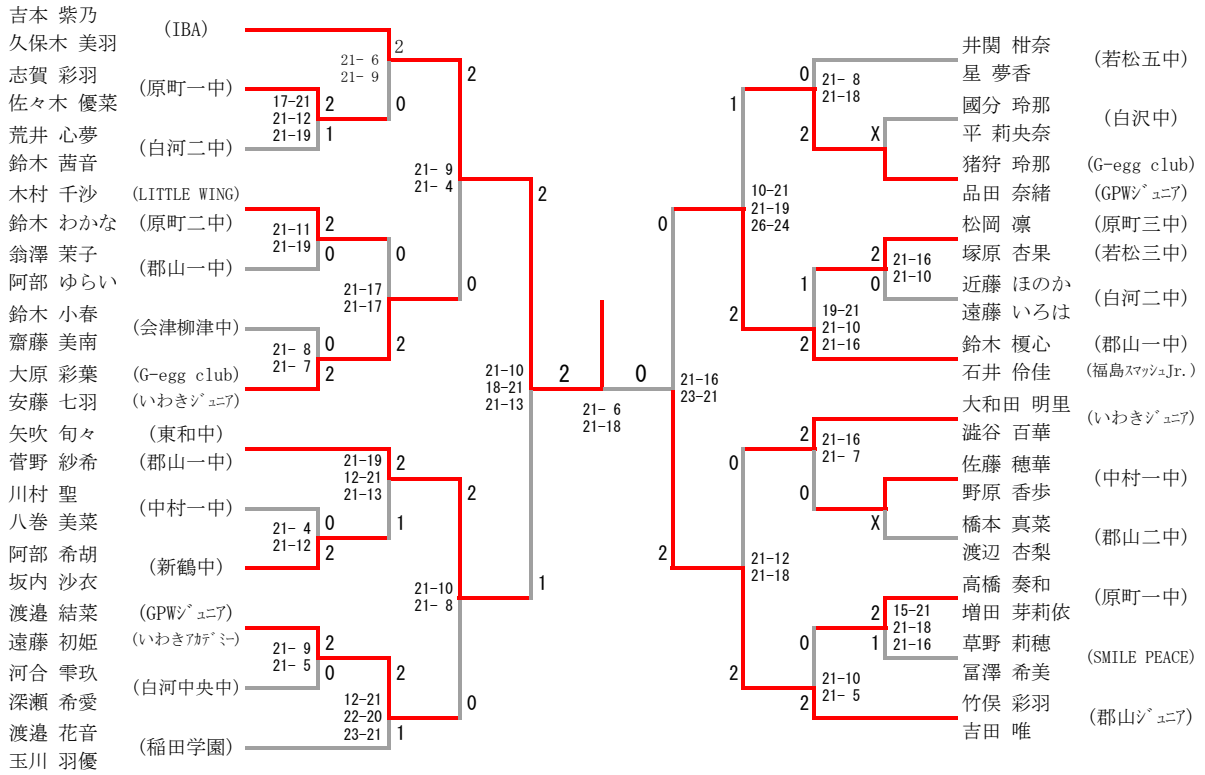 吉本 紫乃
(IBA)
久保木 美羽
志賀 彩羽
(原町一中)
佐々木 優菜
荒井 心夢
(白河二中)
鈴木 茜音
木村 千沙 (LITTLE WING)
鈴木 わかな (原町二中)
翁澤 茉子
(郡山一中)
阿部 ゆらい
鈴木 小春
(会津柳津中)
齋藤 美南
大原 彩葉 (G-egg club)
安藤 七羽 (いわきジュニア)
矢吹 旬々 (東和中)
菅野 紗希 (郡山一中)
川村 聖
(中村一中)
八巻 美菜
阿部 希胡
(新鶴中)
坂内 沙衣
渡邉 結菜 (GPWジュニア)
遠藤 初姫 (いわきアカデミー)
河合 雫玖
(白河中央中)
深瀬 希愛
渡邉 花音
(稲田学園)
玉川 羽優
2
21- 6
21- 9
0
17-21
21-12
21-19
2
1
2
21- 9
21- 4
0
21-11
21-19
2
0
0
21-17
21-17
2
21- 8
21- 7
0
2
2
21-10
18-21
21-13
1
21-19
12-21
21-13
2
1
21- 4
21-12
0
2
2
21-10
21- 8
0
21- 9
21- 5
2
0
2
12-21
22-20
23-21
1
2 0
21- 6
21-18
井関 柑奈
(若松五中)
星 夢香
國分 玲那
(白沢中)
平 莉央奈
猪狩 玲那 (G-egg club)
品田 奈緒 (GPWジュニア)
松岡 凛 (原町三中)
塚原 杏果 (若松三中)
近藤 ほのか
(白河二中)
遠藤 いろは
鈴木 榎心 (郡山一中)
石井 伶佳 (福島スマッシュJr.)
大和田 明里
(いわきジュニア)
澁谷 百華
佐藤 穂華
(中村一中)
野原 香歩
橋本 真菜
(郡山二中)
渡辺 杏梨
高橋 奏和
(原町一中)
増田 芽莉依
草野 莉穂
(SMILE PEACE)
冨澤 希美
竹俣 彩羽
(郡山ジュニア)
吉田 唯
0
21- 8
21-18
2
X
1
10-21
21-19
26-24
2
2
21-16
21-10
0
1
19-21
21-10
21-16
2
0
21-16
23-21
2
2
21-16
21- 7
0
X
0
21-12
21-18
2
2
15-21
21-18
21-16
1
0
21-10
21- 5
2